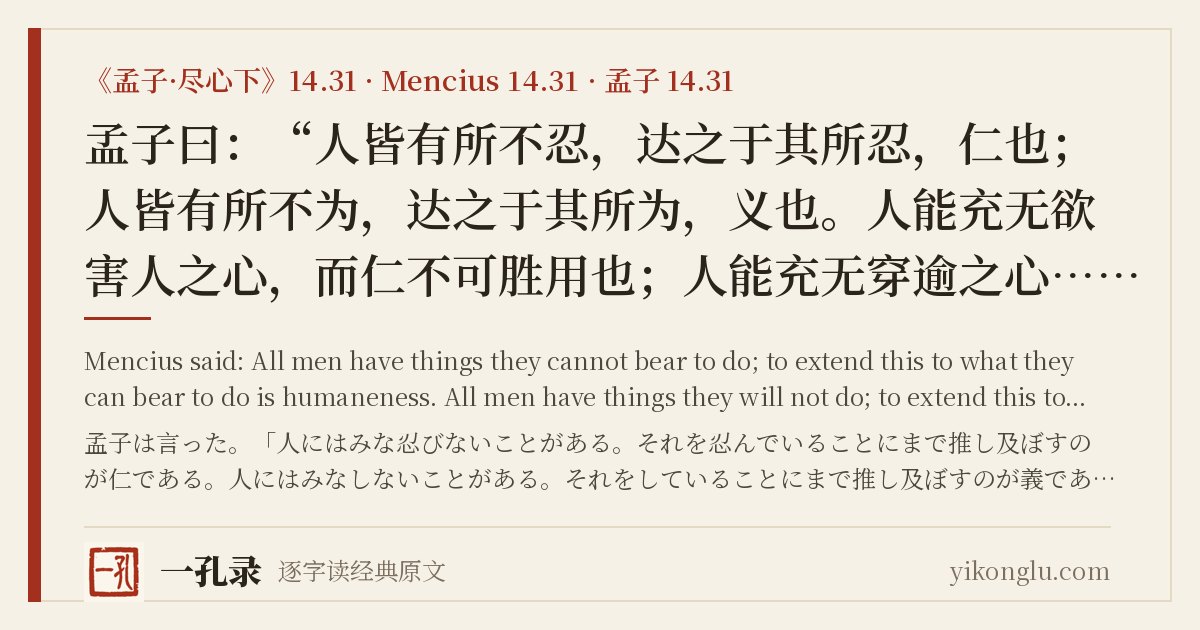 《孟子·尽心下》14.31 · Mencius 14.31 · 孟子 14.31
孟子曰：“人皆有所不忍，达之于其所忍，仁也；
人皆有所不为，达之于其所为，义也。人能充无欲
害人之心，而仁不可胜用也；人能充无穿逾之心……
Mencius said: All men have things they cannot bear to do; to extend this to what they
can bear to do is humaneness. All men have things they will not do; to extend this to...
孟子は言った。「人にはみな忍びないことがある。それを忍んでいることにまで推し及ぼすの
が仁である。人にはみなしないことがある。それをしていることにまで推し及ぼすのが義であ…
一孔
一孔录 逐字读经典原文
yikonglu.com